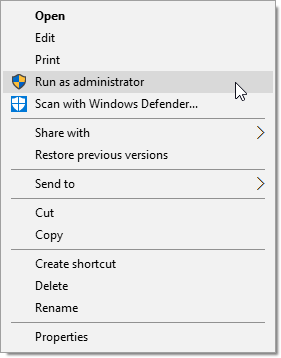 Open
Edit
Print
Run as administrator
Scan with Windows Defender...
Share with
Restore previous versions
Send to
Cut
Copy
Create shortcut
Delete
Rename
Properties